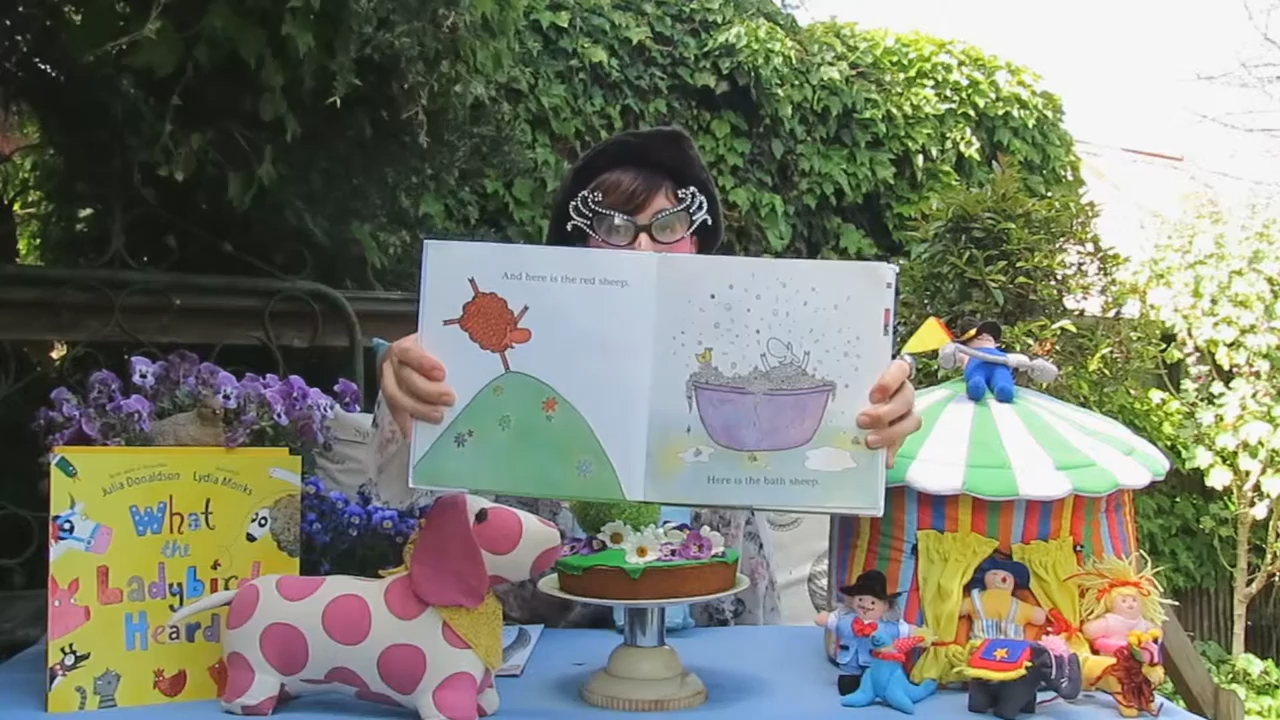 And here is the red sheep.
Here is the bath sheep.
Julia Donaldson Lydia Monks
What
the
Ladybird
Heard